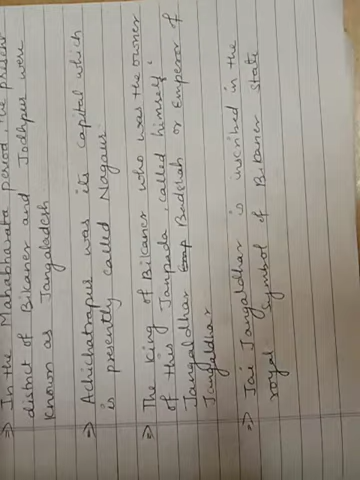 ⇒ In the Mahabharata period, the present
district of Bikaner and Jodhpur were
known as Jangaladesh
⇒ Achichatrapur was its capital which
is presently called Nagaur
⇒ The King of Bikaner who was the owner
of this Janpada, called himself
Jangaldhar Badshah or Emperor of
Jangaldhar
⇒ Jai Jangaldhar is inscribed in the
royal symbol of Bikaner state